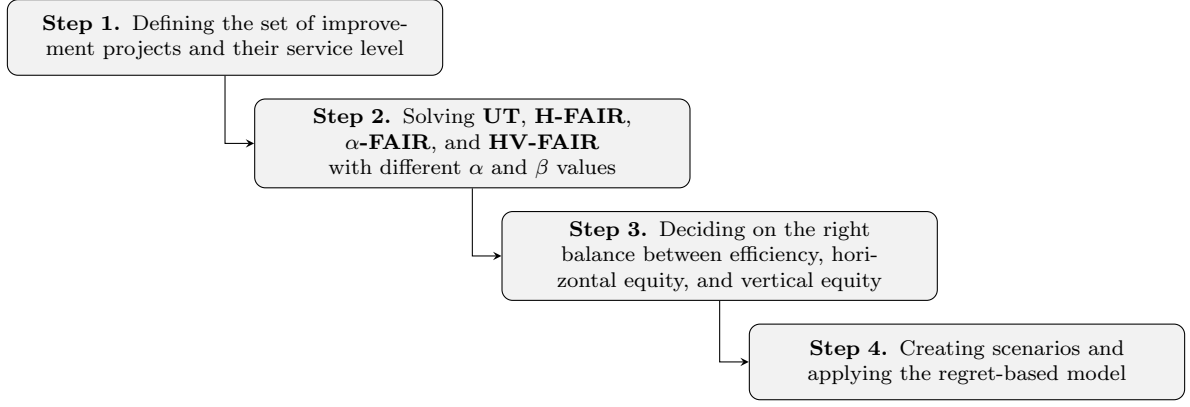 Step 1. Defining the set of improve-
ment projects and their service level
Step 2. Solving UT, H-FAIR,
α-FAIR, and HV-FAIR
with different α and β values
Step 3. Deciding on the right
balance between efficiency, hori-
zontal equity, and vertical equity
Step 4. Creating scenarios and
applying the regret-based model